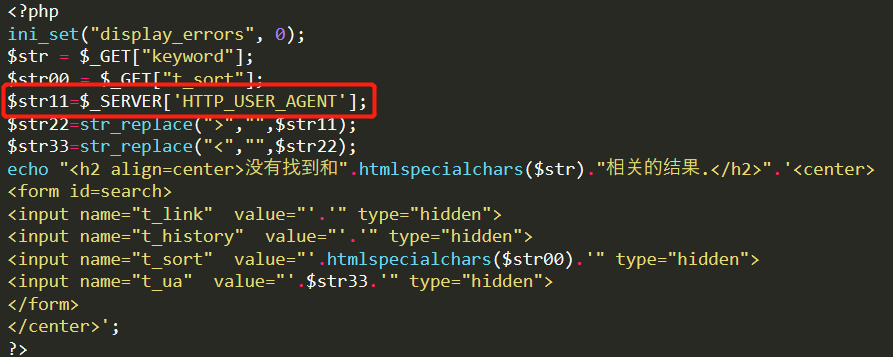 <?php
ini_set("display_errors", 0);
$str = $_GET["keyword"];
$str00 = $_GET["t_sort"];
$str11=$_SERVER['HTTP_USER_AGENT'];
$str22=str_replace(">","",$str11);
$str33=str_replace("<","",$str22);
echo "<h2 align=center>没有找到和".htmlspecialchars($str)."相关的结果.</h2>".'<center>
<form id=search>
<input name="t_link"  value="'.'" type="hidden">
<input name="t_history"  value="'.'" type="hidden">
<input name="t_sort"  value="'.htmlspecialchars($str00).'" type="hidden">
<input name="t_ua"  value="'.$str33.'" type="hidden">
</form>
</center>';
?>